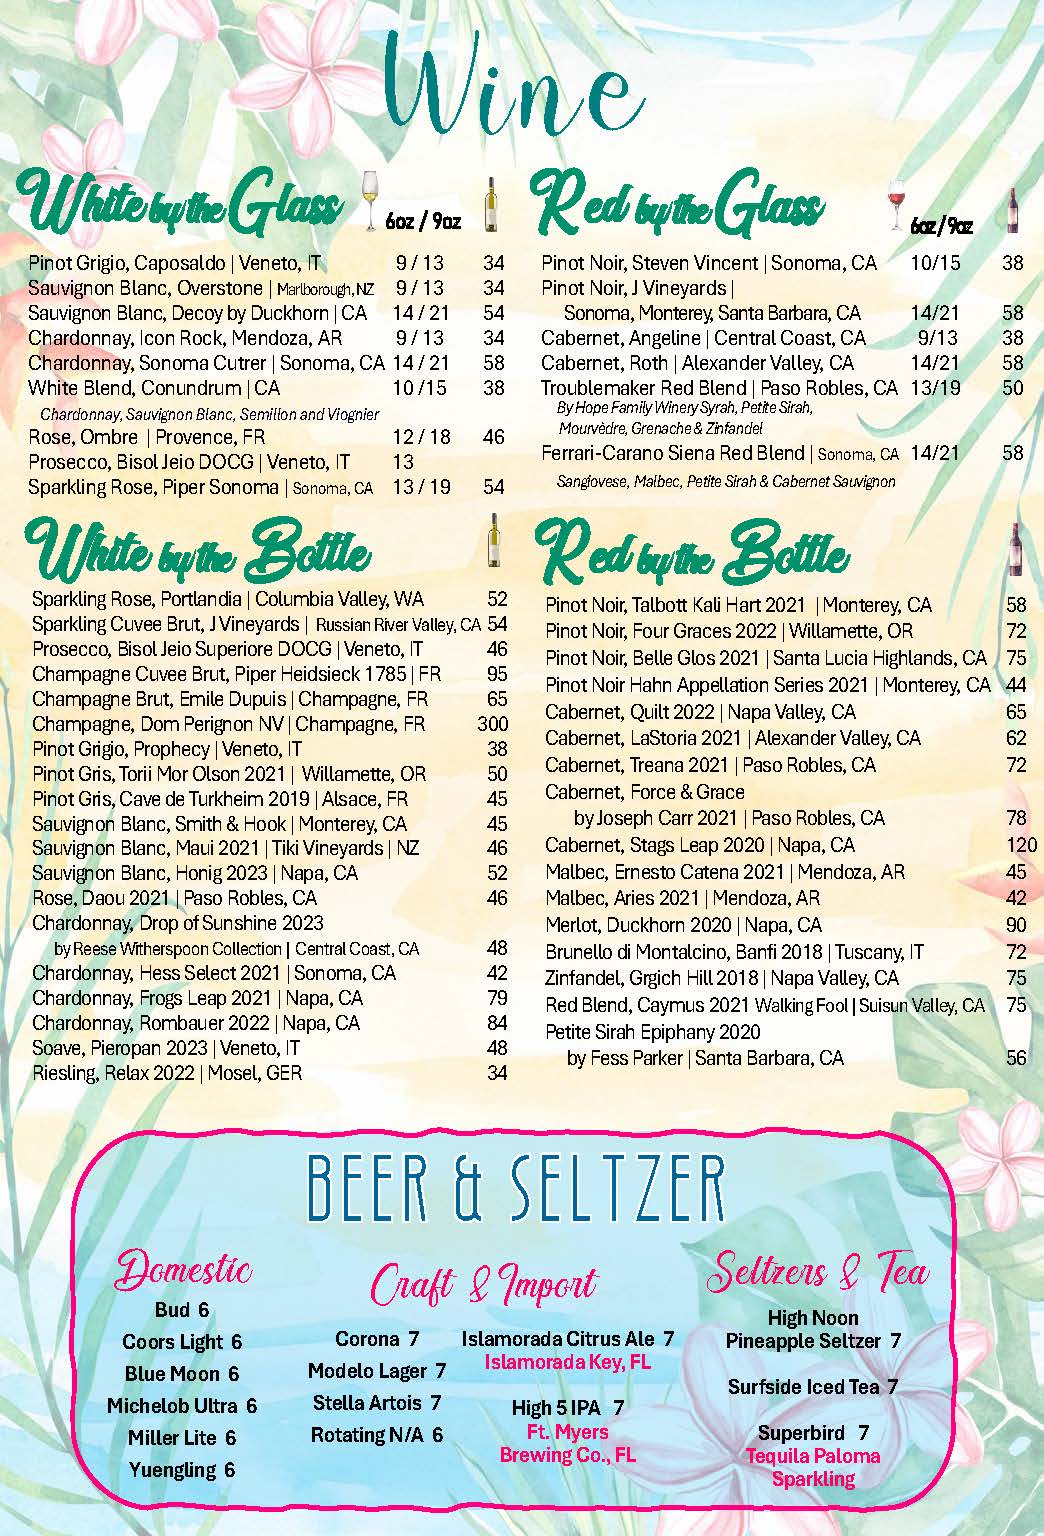 Wine
White by the Glass
6oz / 9oz
Pinot Grigio, Caposaldo | Veneto, IT 9 / 13 34
Sauvignon Blanc, Overstone | Marlborough, NZ 9 / 13 34
Sauvignon Blanc, Decoy by Duckhorn | CA 14 / 21 54
Chardonnay, Icon Rock, Mendoza, AR 9 / 13 34
Chardonnay, Sonoma Cutrer | Sonoma, CA 14 / 21 58
White Blend, Conundrum | CA 10 /15 38
Chardonnay, Sauvignon Blanc, Semillon and Viognier
Rose, Ombre | Provence, FR 12 / 18 46
Prosecco, Bisol Jeio DOCG | Veneto, IT 13
Sparkling Rose, Piper Sonoma | Sonoma, CA 13 / 19 54
Red by the Glass
6oz / 9oz
Pinot Noir, Steven Vincent | Sonoma, CA 10/15 38
Pinot Noir, J Vineyards |
Sonoma, Monterey, Santa Barbara, CA 14/21 58
Cabernet, Angeline | Central Coast, CA 9/13 38
Cabernet, Roth | Alexander Valley, CA 14/21 58
Troublemaker Red Blend | Paso Robles, CA 13/19 50
By Hope Family Winery Syrah, Petite Sirah,
Mourvèdre, Grenache & Zinfandel
Ferrari-Carano Siena Red Blend | Sonoma, CA 14/21 58
Sangiovese, Malbec, Petite Sirah & Cabernet Sauvignon
White by the Bottle
Sparkling Rose, Portlandia | Columbia Valley, WA 52
Sparkling Cuvee Brut, J Vineyards | Russian River Valley, CA 54
Prosecco, Bisol Jeio Superiore DOCG | Veneto, IT 46
Champagne Cuvee Brut, Piper Heidsieck 1785 | FR 95
Champagne Brut, Emile Dupuis | Champagne, FR 65
Champagne, Dom Perignon NV | Champagne, FR 300
Pinot Grigio, Prophecy | Veneto, IT 38
Pinot Gris, Torii Mor Olson 2021 | Willamette, OR 50
Pinot Gris, Cave de Turkheim 2019 | Alsace, FR 45
Sauvignon Blanc, Smith & Hook | Monterey, CA 45
Sauvignon Blanc, Maui 2021 | Tiki Vineyards | NZ 46
Sauvignon Blanc, Honig 2023 | Napa, CA 52
Rose, Daou 2021 | Paso Robles, CA 46
Chardonnay, Drop of Sunshine 2023
by Reese Witherspoon Collection | Central Coast, CA 48
Chardonnay, Hess Select 2021 | Sonoma, CA 42
Chardonnay, Frogs Leap 2021 | Napa, CA 79
Chardonnay, Rombauer 2022 | Napa, CA 84
Soave, Pieropan 2023 | Veneto, IT 48
Riesling, Relax 2022 | Mosel, GER 34
Red by the Bottle
Pinot Noir, Talbott Kali Hart 2021 | Monterey, CA 58
Pinot Noir, Four Graces 2022 | Willamette, OR 72
Pinot Noir, Belle Glos 2021 | Santa Lucia Highlands, CA 75
Pinot Noir Hahn Appellation Series 2021 | Monterey, CA 44
Cabernet, Quilt 2022 | Napa Valley, CA 65
Cabernet, LaStoria 2021 | Alexander Valley, CA 62
Cabernet, Treana 2021 | Paso Robles, CA 72
Cabernet, Force & Grace
by Joseph Carr 2021 | Paso Robles, CA 78
Cabernet, Stags Leap 2020 | Napa, CA 120
Malbec, Ernesto Catena 2021 | Mendoza, AR 45
Malbec, Aries 2021 | Mendoza, AR 42
Merlot, Duckhorn 2020 | Napa, CA 90
Brunello di Montalcino, Banfi 2018 | Tuscany, IT 72
Zinfandel, Grgich Hill 2018 | Napa Valley, CA 75
Red Blend, Caymus 2021 Walking Fool | Suisun Valley, CA 75
Petite Sirah Epiphany 2020
by Fess Parker | Santa Barbara, CA 56
BEER & SELTZER
Domestic
Bud 6
Coors Light 6
Blue Moon 6
Michelob Ultra 6
Miller Lite 6
Yuengling 6
Craft & Import
Corona 7
Modelo Lager 7
Stella Artois 7
Rotating N/A 6
Islamorada Citrus Ale 7
Islamorada Key, FL
High 5 IPA 7
Ft. Myers
Brewing Co., FL
Seltzers & Tea
High Noon
Pineapple Seltzer 7
Surfside Iced Tea 7
Superbird 7
Tequila Paloma
Sparkling